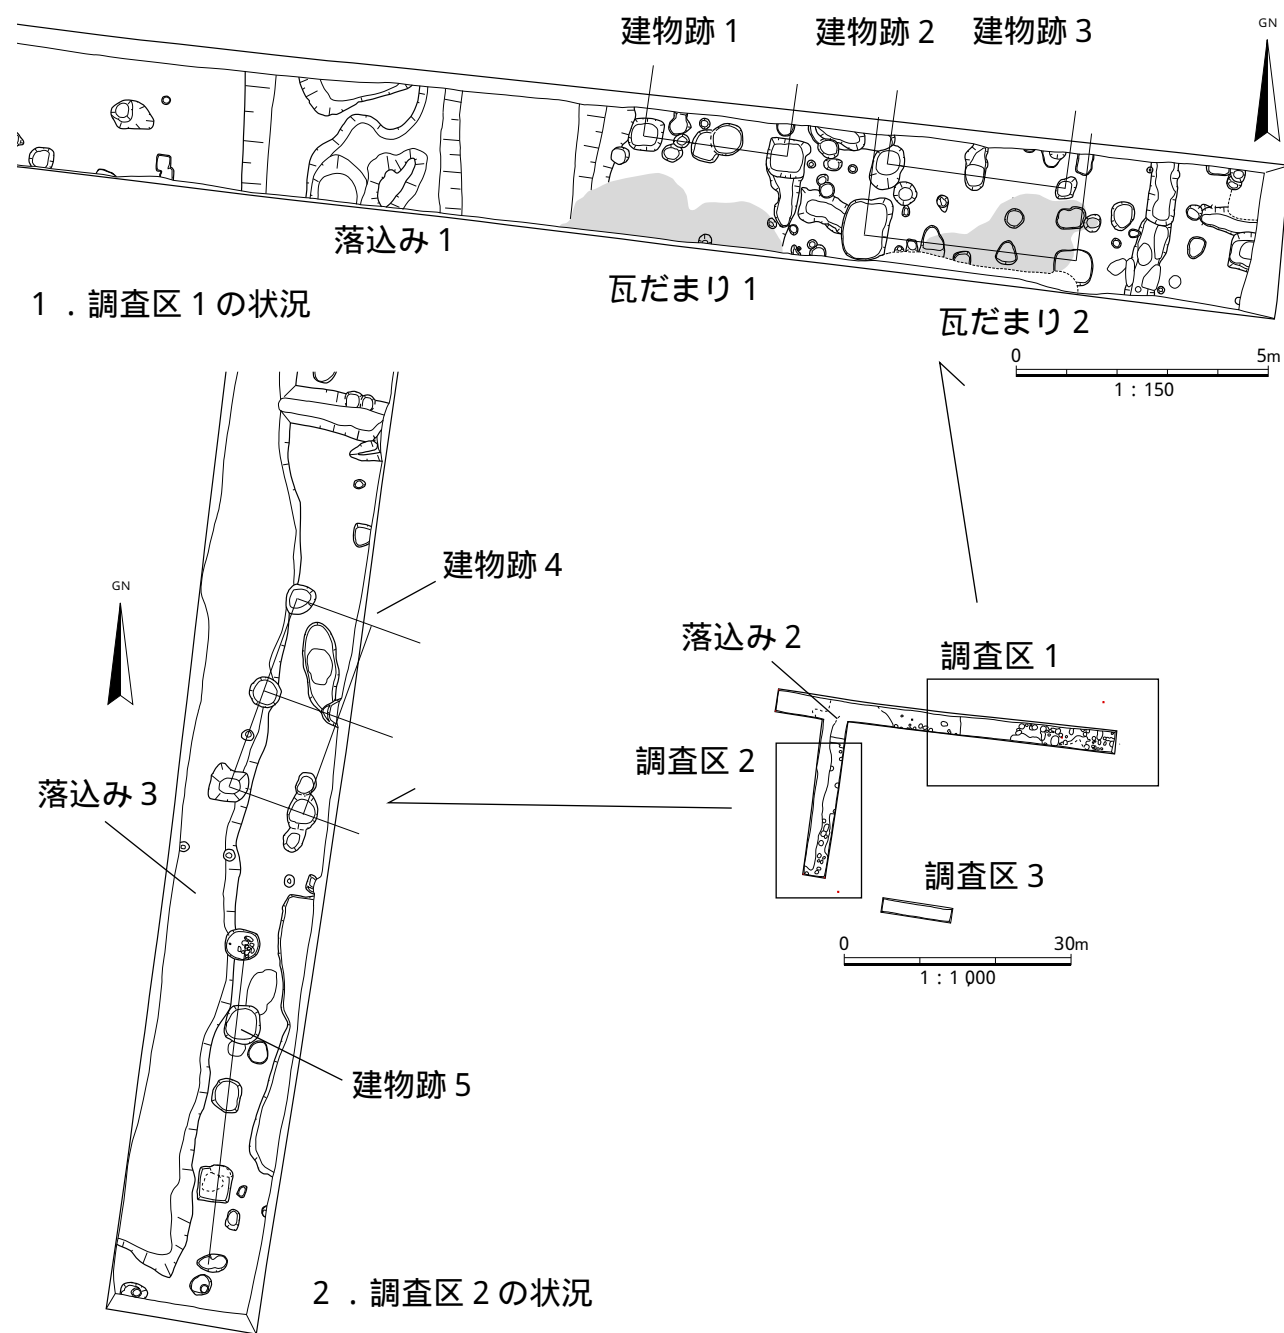 建物跡 1
建物跡 2
建物跡 3
GN
落込み 1
瓦だまり 1
1 ．調査区 1 の状況
瓦だまり 2
0 5m
1 : 150
建物跡 4
GN
落込み 2
調査区 1
調査区 2
落込み 3
調査区 3
0 30m
1 : 1,000
建物跡 5
2 ．調査区 2 の状況